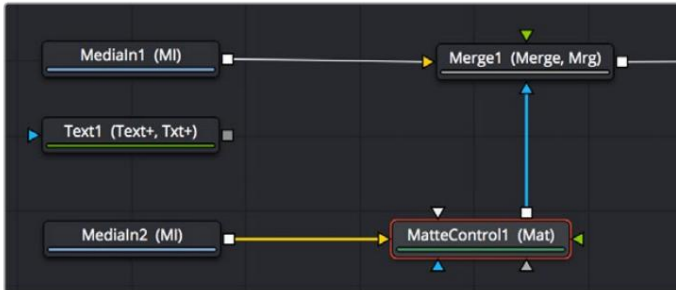 MediaIn1 (MI)
Merge1 (Merge, Mrg)
Text1 (Text+, Txt+)
MediaIn2 (MI)
MatteControl1 (Mat)